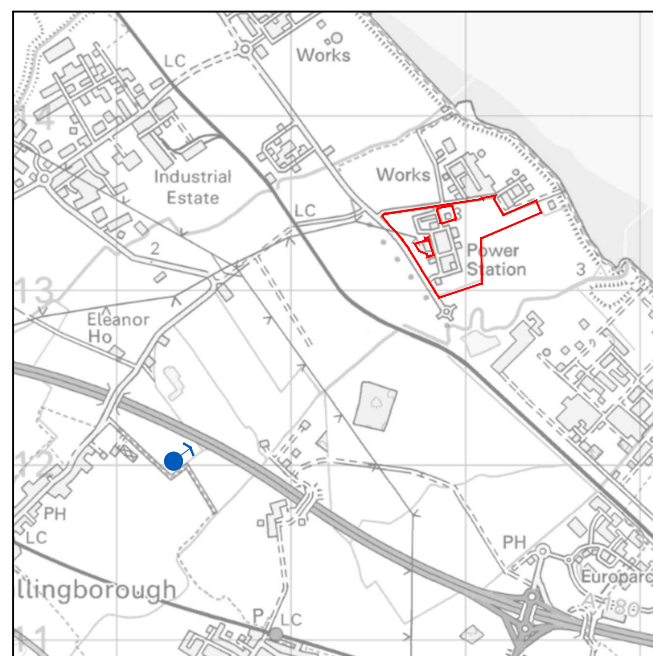 LC
Works
14
Works
Industrial
Estate
LC
Power
Station
2
3
13
Eleanor
Ho
12
PH
LC
PH
Europarc
llingborough
A180
P
LC
11